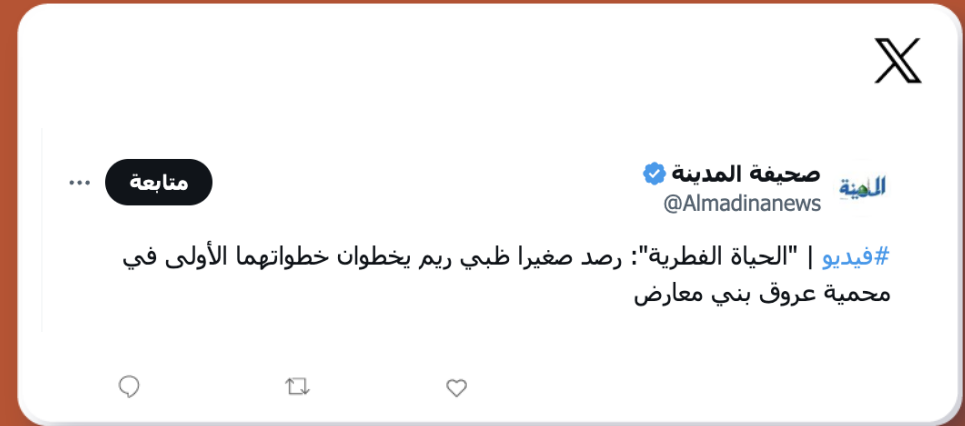 صحيفة المدينة
@Almadinanews
متابعة
المدينة
#فيديو | "الحياة الفطرية": رصد صغيرا ظبي ريم يخطوان خطواتهما الأولى في
محمية عروق بني معارض